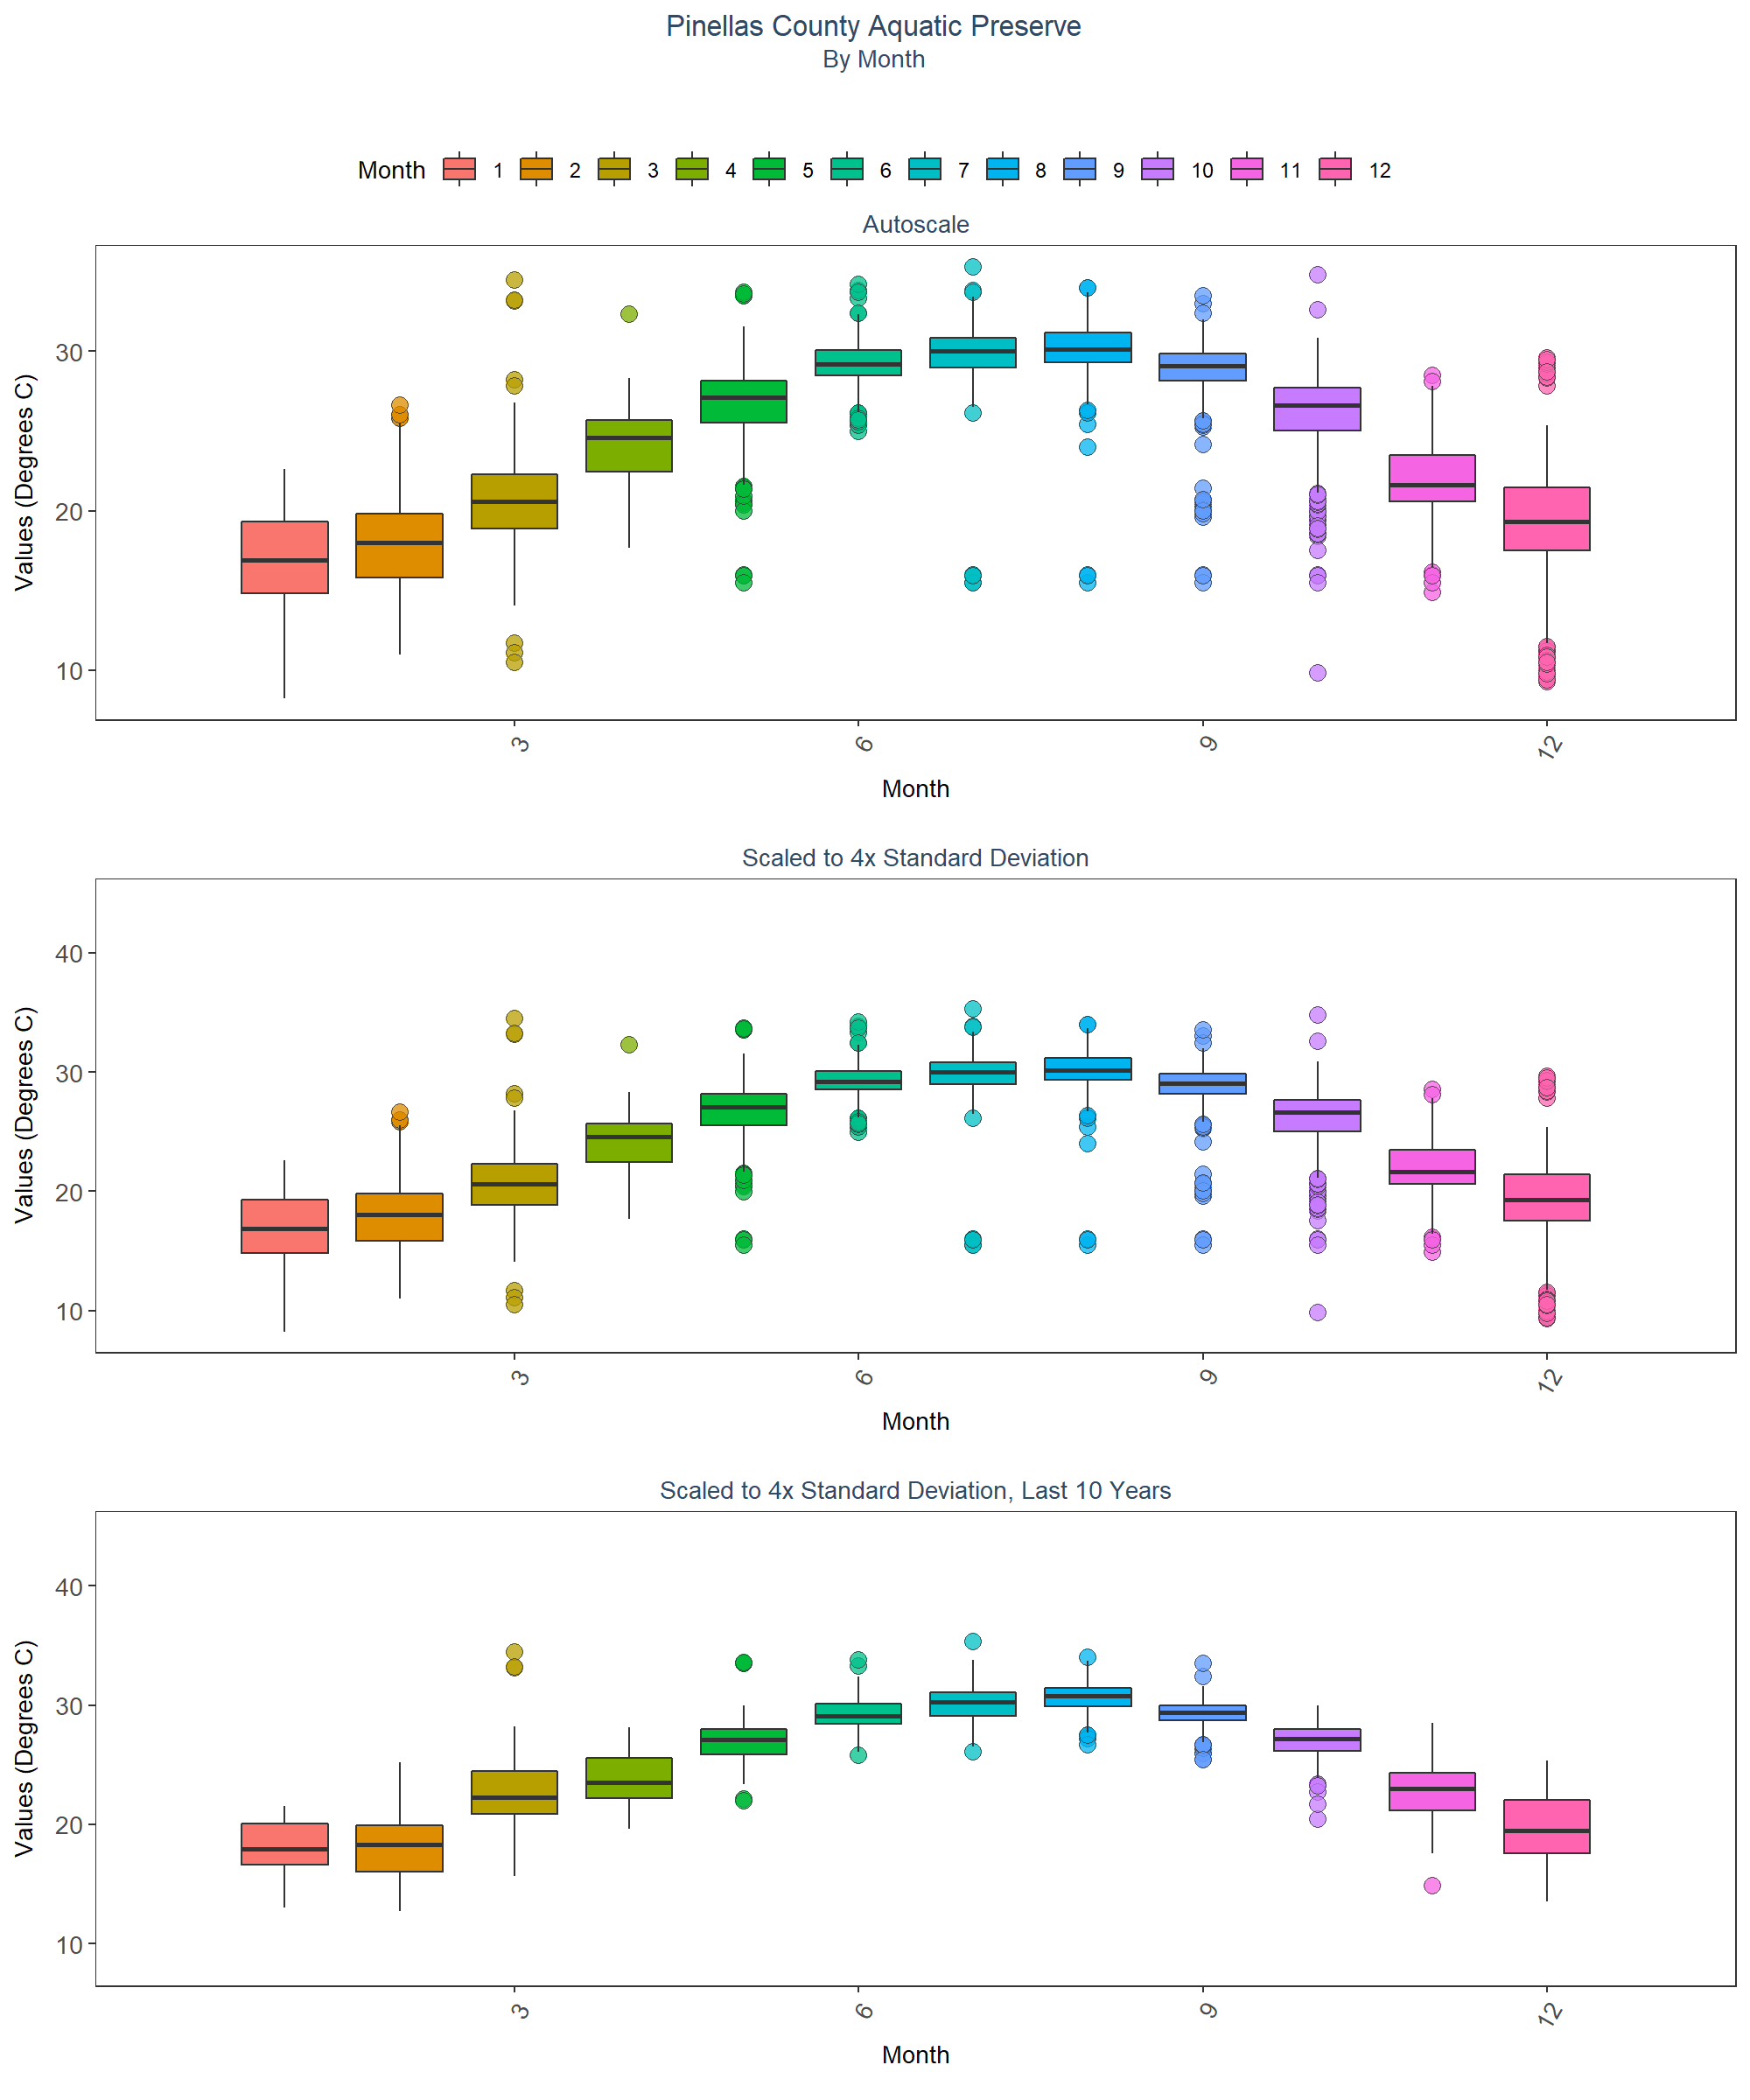 Pinellas County Aquatic Preserve
By Month
Month 1 2 3 4 5 6 7 8 9 10 11 12
Autoscale
Values (Degrees C)
30
20
10
3 6 9 12
Month
Scaled to 4x Standard Deviation
Values (Degrees C)
40
30
20
10
3 6 9 12
Month
Scaled to 4x Standard Deviation, Last 10 Years
Values (Degrees C)
40
30
20
10
3 6 9 12
Month